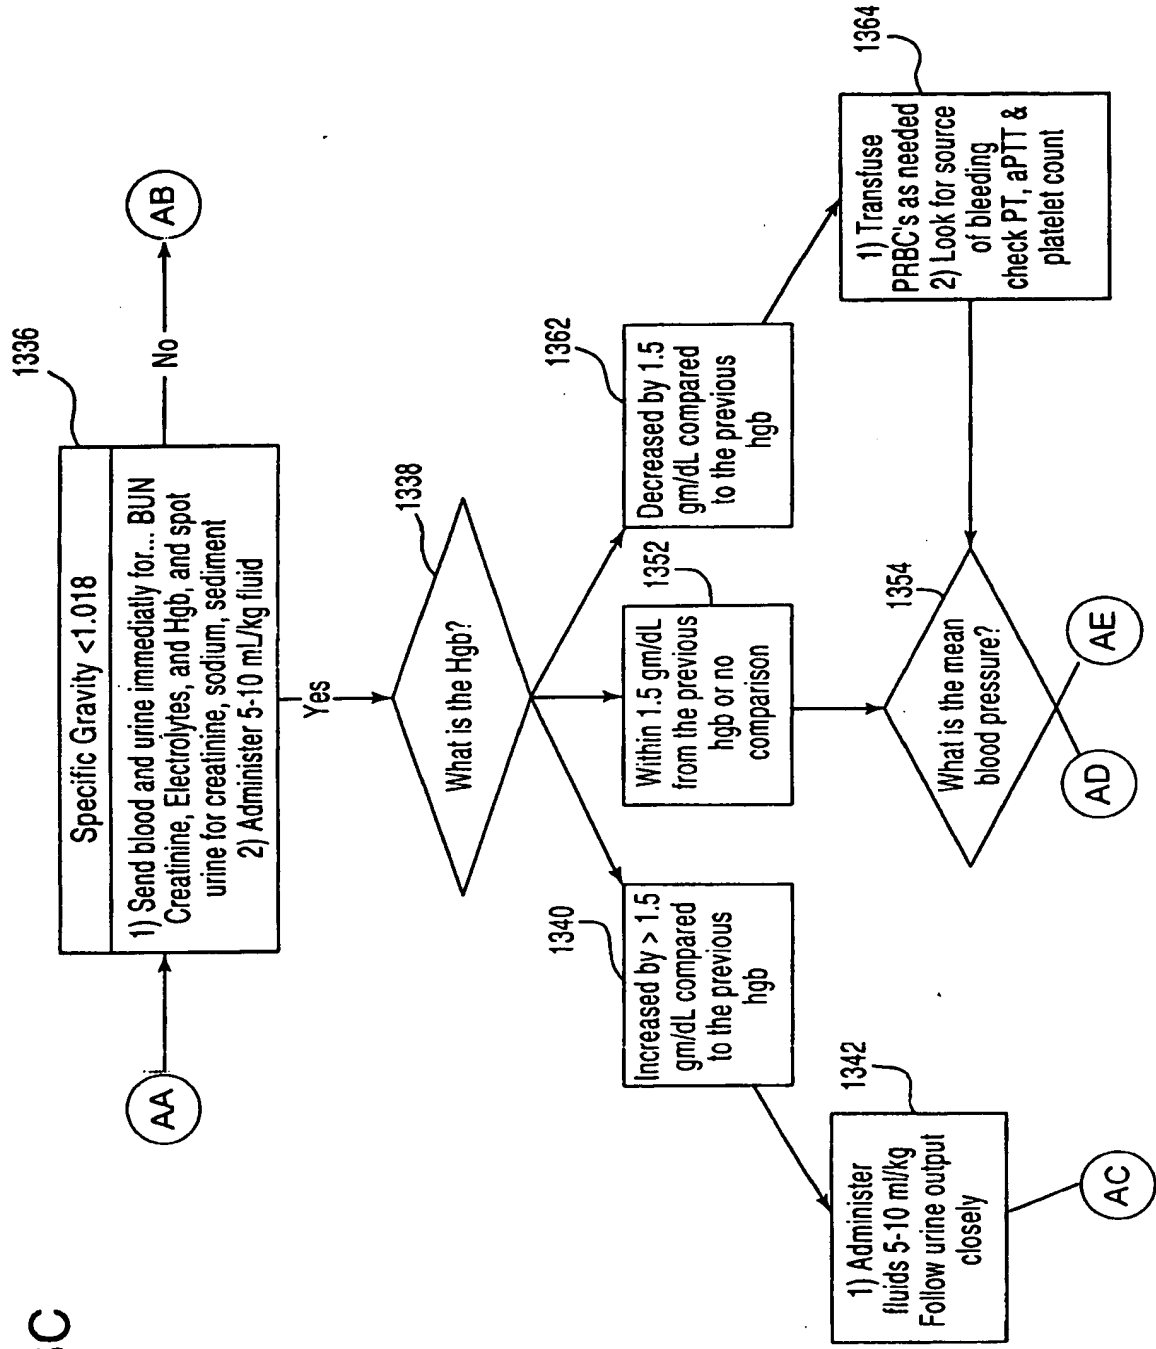 AA
1336
Specific Gravity <1.018
1) Send blood and urine immediatly for... BUN
Creatinine, Electrolytes, and Hgb, and spot
urine for creatinine, sodium, sediment
2) Administer 5-10 mL/kg fluid
No
AB
Yes
1338
What is the Hgb?
1340
Increased by > 1.5
gm/dL compared
to the previous
hgb
1352
Within 1.5 gm/dL
from the previous
hgb or no
comparison
1362
Decreased by 1.5
gm/dL compared
to the previous
hgb
1342
1) Administer
fluids 5-10 ml/kg
Follow urine output
closely
AC
1354
What is the mean
blood pressure?
AD
AE
1364
1) Transfuse
PRBC's as needed
2) Look for source
of bleeding
check PT, aPTT &
platelet count